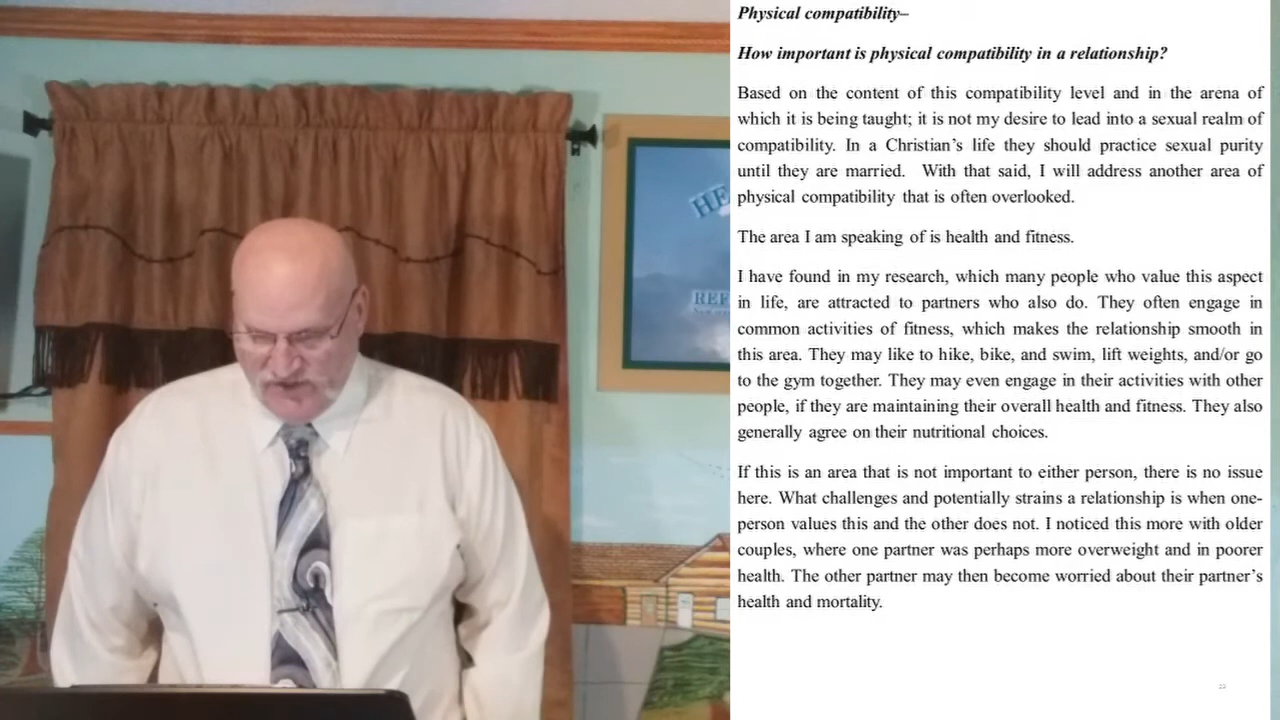 Physical compatibility–
How important is physical compatibility in a relationship?
Based on the content of this compatibility level and in the arena of
which it is being taught; it is not my desire to lead into a sexual realm of
compatibility. In a Christian's life they should practice sexual purity
until they are married. With that said, I will address another area of
physical compatibility that is often overlooked.
The area I am speaking of is health and fitness.
I have found in my research, which many people who value this aspect
in life, are attracted to partners who also do. They often engage in
common activities of fitness, which makes the relationship smooth in
this area. They may like to hike, bike, and swim, lift weights, and/or go
to the gym together. They may even engage in their activities with other
people, if they are maintaining their overall health and fitness. They also
generally agree on their nutritional choices.
If this is an area that is not important to either person, there is no issue
here. What challenges and potentially strains a relationship is when one-
person values this and the other does not. I noticed this more with older
couples, where one partner was perhaps more overweight and in poorer
health. The other partner may then become worried about their partner's
health and mortality.
HE
REF